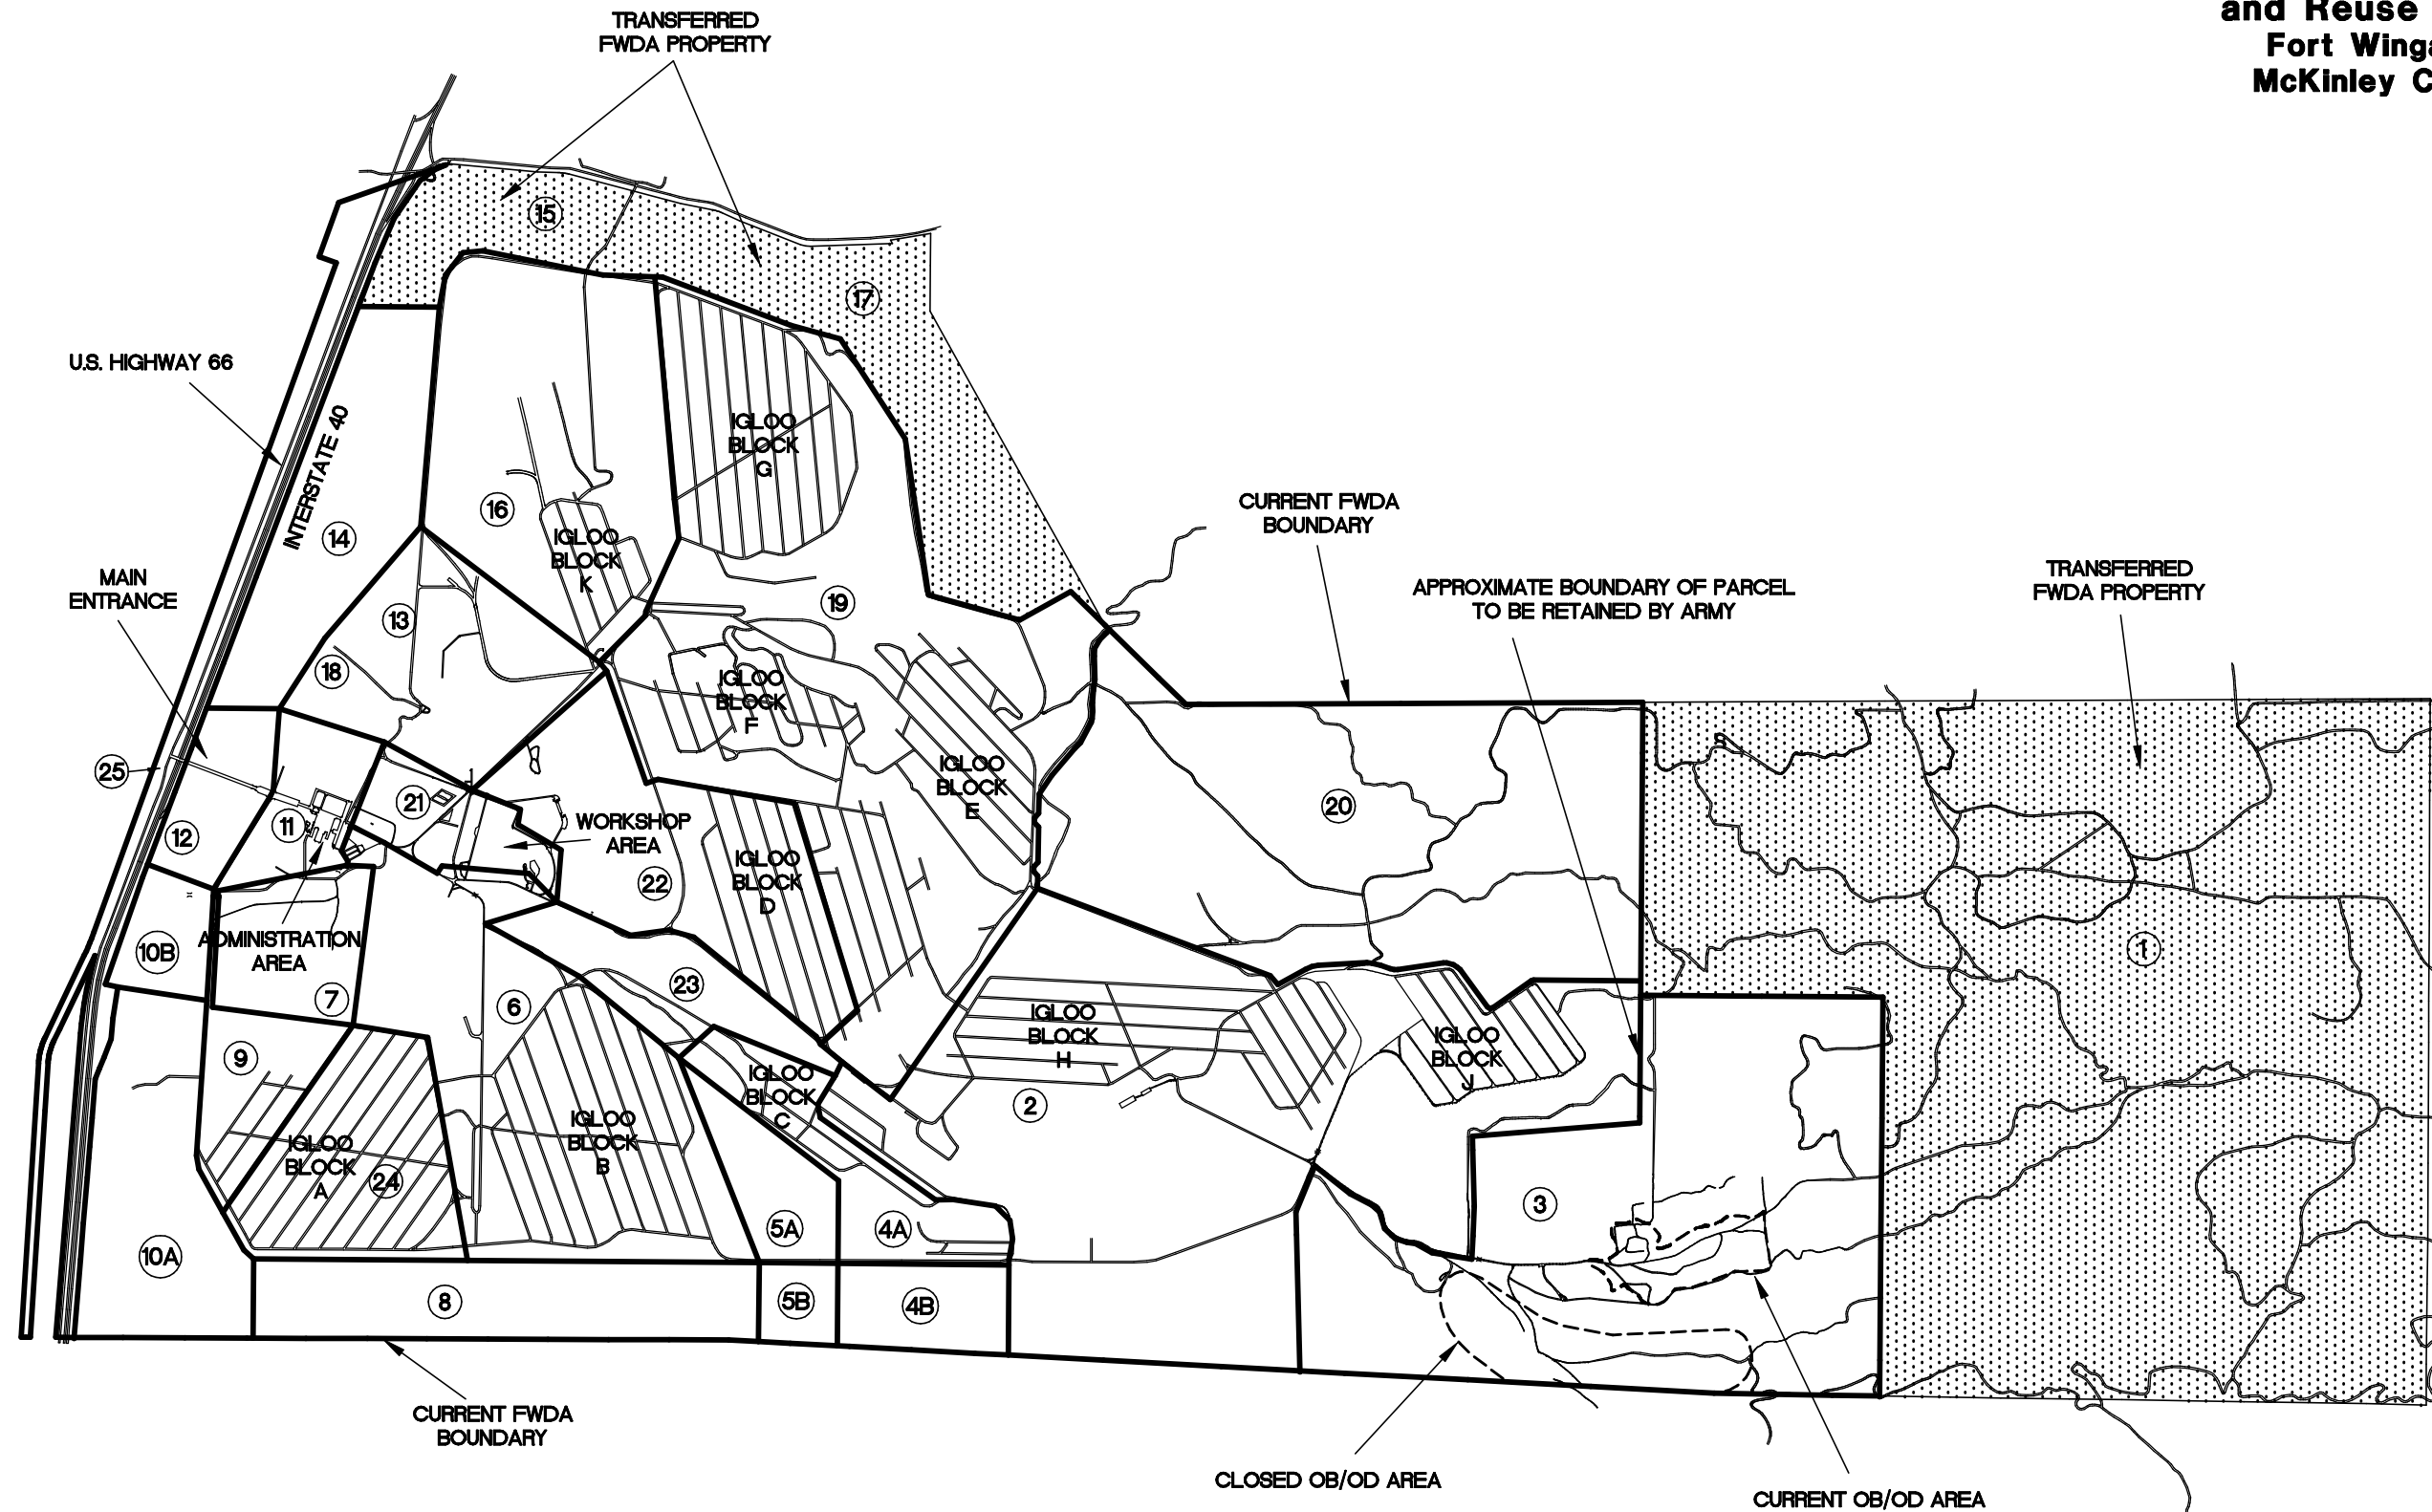 and Reuse
Fort Wing
McKinley C
TRANSFERRED
FWDA PROPERTY
15
17
U.S. HIGHWAY 66
INTERSTATE 40
IGLOO
BLOCK
G
16
14
IGLOO
BLOCK
K
CURRENT FWDA
BOUNDARY
MAIN
ENTRANCE
APPROXIMATE BOUNDARY OF PARCEL
TO BE RETAINED BY ARMY
TRANSFERRED
FWDA PROPERTY
19
13
18
IGLOO
BLOCK
F
25
IGLOO
BLOCK
E
21
20
12
11
WORKSHOP
AREA
22
IGLOO
BLOCK
D
10B
ADMINISTRATION
AREA
1
7
6
23
IGLOO
BLOCK
H
IGLOO
BLOCK
J
9
IGLOO
BLOCK
C
2
IGLOO
BLOCK
B
IGLOO
BLOCK
A
24
3
5A
4A
10A
8
5B
4B
CURRENT FWDA
BOUNDARY
CLOSED OB/OD AREA
CURRENT OB/OD AREA